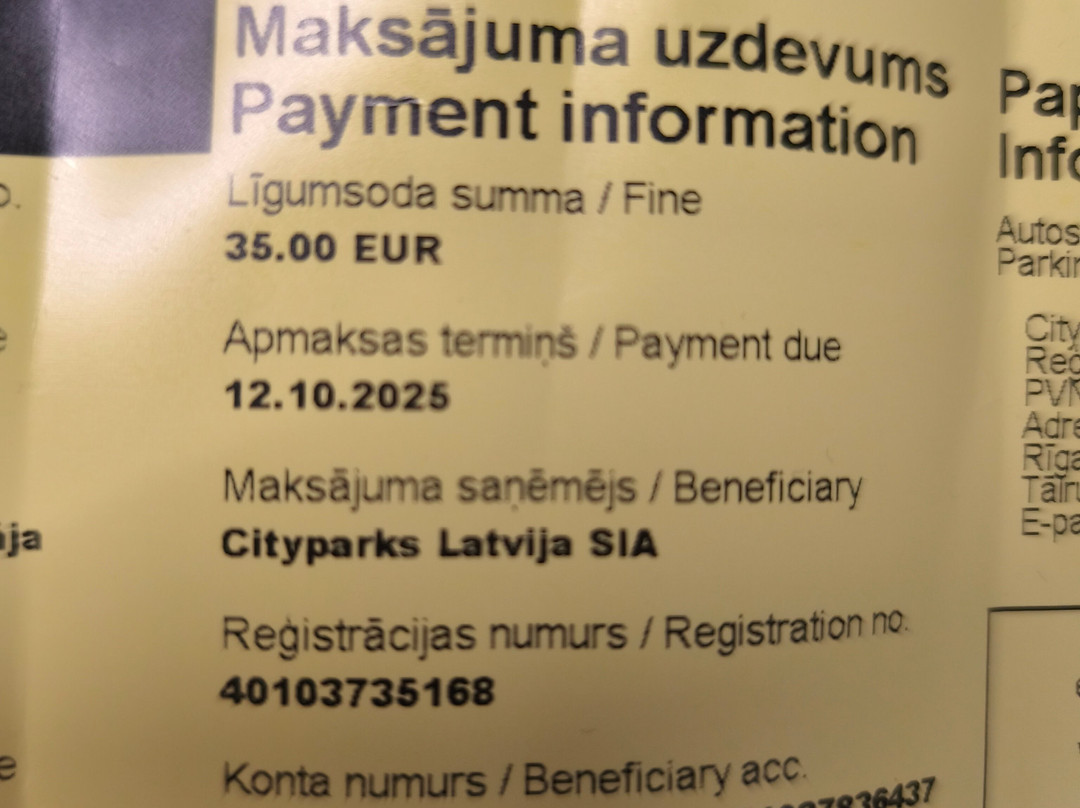 Maksājuma uzdevums
Payment information
Līgumsoda summa / Fine
35.00 EUR
Apmaksas termiņš / Payment due
12.10.2025
Maksājuma saņēmējs / Beneficiary
Cityparks Latvija SIA
Reģistrācijas numurs / Registration no.
40103735168
Konta numurs / Beneficiary acc.